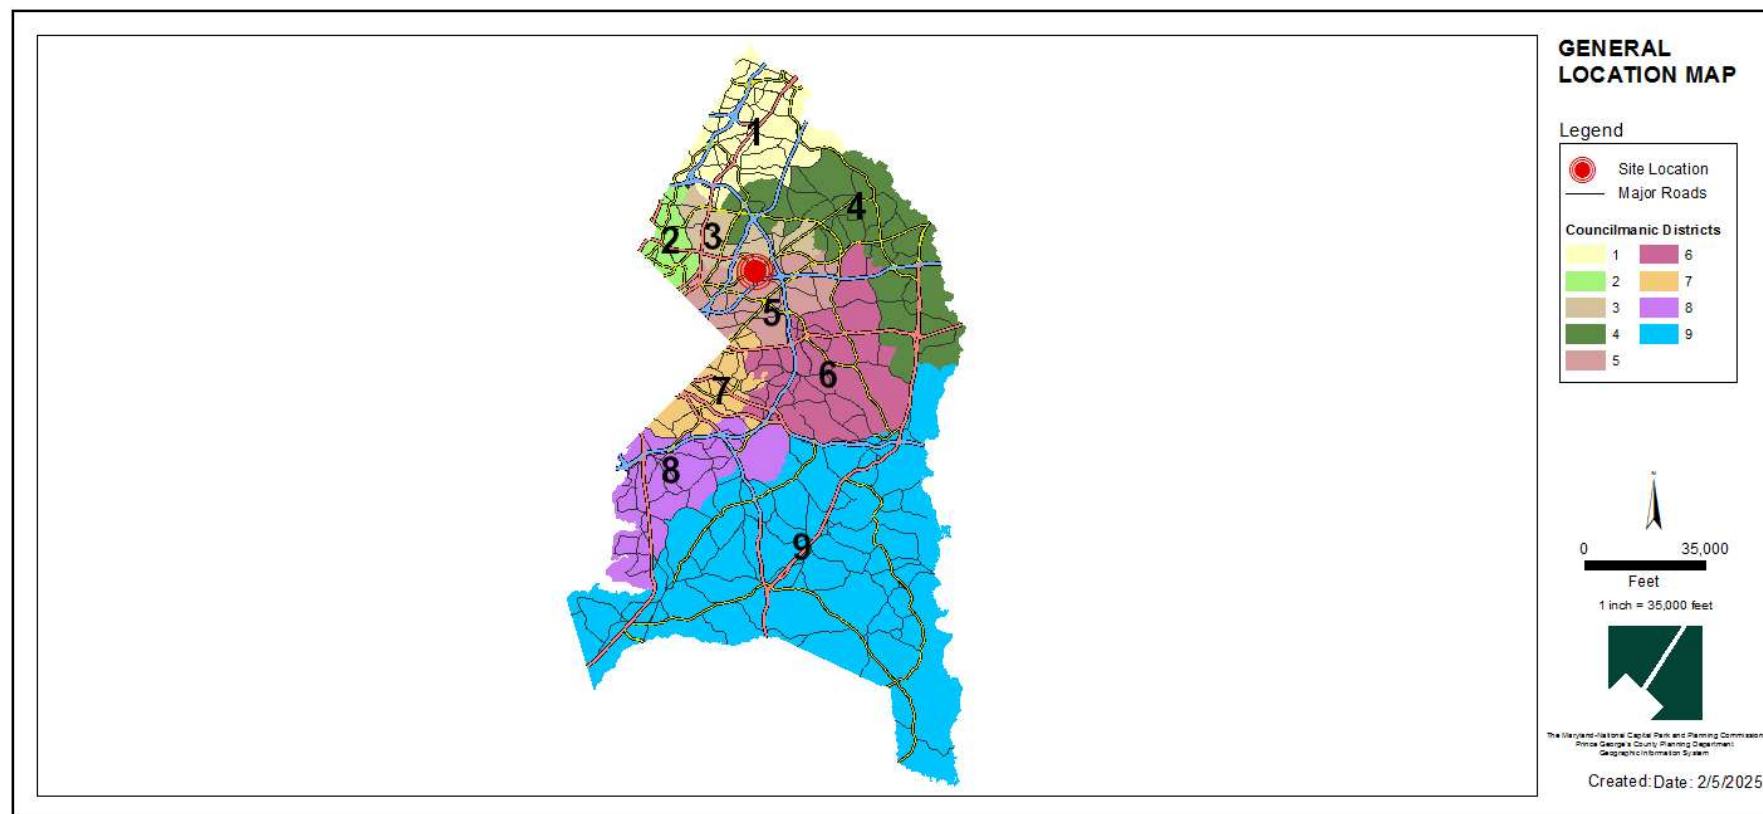 GENERAL
LOCATION MAP
Legend
Site Location
Major Roads
Councilmanic Districts
1 6
2 7
3 8
4 9
5
1
4
2
3
5
6
7
8
9
N
0 35,000
Feet
1 inch = 35,000 feet
The Maryland-National Capital Park and Planning Commission
Prince George's County Planning Department
Geographic Information System
Created: Date: 2/5/2025